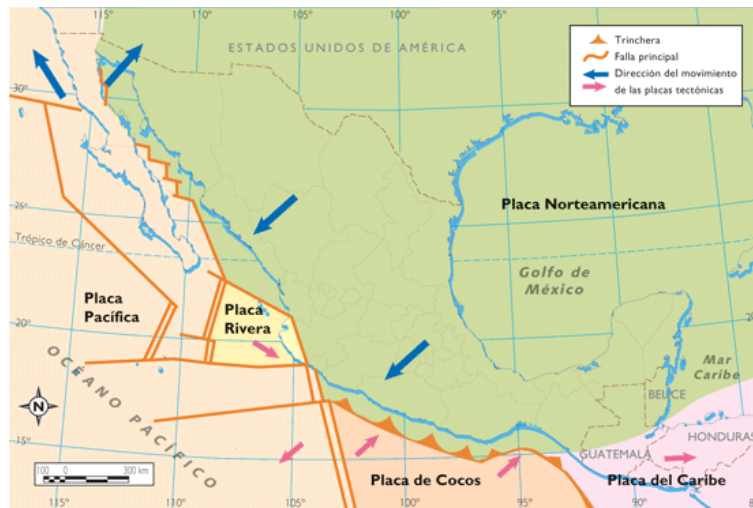 115°
110°
105°
100°
95°
90°
85°
ESTADOS UNIDOS DE AMÉRICA
Trinchera
Falla principal
Dirección del movimiento
de las placas tectónicas
30°
25°
Placa Norteamericana
Trópico de Cáncer
Golfo de
México
Placa
Pacífica
Placa
Rivera
20°
Mar
Caribe
OCÉANO PACÍFICO
BELICE
N
15°
GUATEMALA
HONDURAS
100 0 300 km
Placa de Cocos
Placa del Caribe
115°
110°
105°
100°
95°
90°